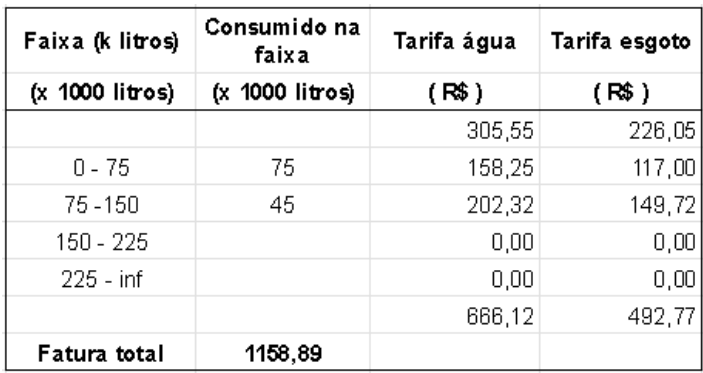 Faixa (k litros) Consumido na faixa Tarifa água Tarifa esgoto
(x 1000 litros) (x 1000 litros) ( R$ ) ( R$ )
305,55 226,05
0 - 75 75 158,25 117,00
75 -150 45 202,32 149,72
150 - 225 0,00 0,00
225 - inf 0,00 0,00
666,12 492,77
Fatura total 1158,89